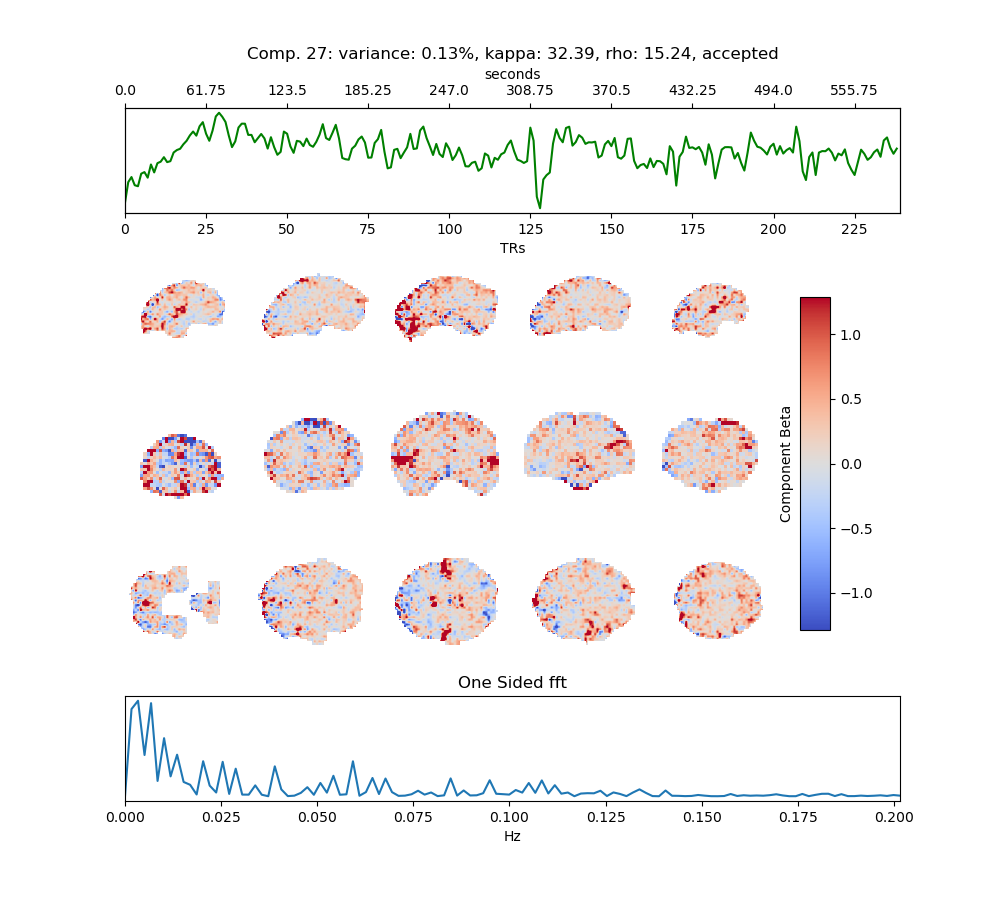 Comp. 27: variance: 0.13%, kappa: 32.39, rho: 15.24, accepted
seconds
0.0 61.75 123.5 185.25 247.0 308.75 370.5 432.25 494.0 555.75
0 25 50 75 100 125 150 175 200 225
TRs
1.0
0.5
0.0
−0.5
−1.0
Component Beta
One Sided fft
0.000 0.025 0.050 0.075 0.100 0.125 0.150 0.175 0.200
Hz